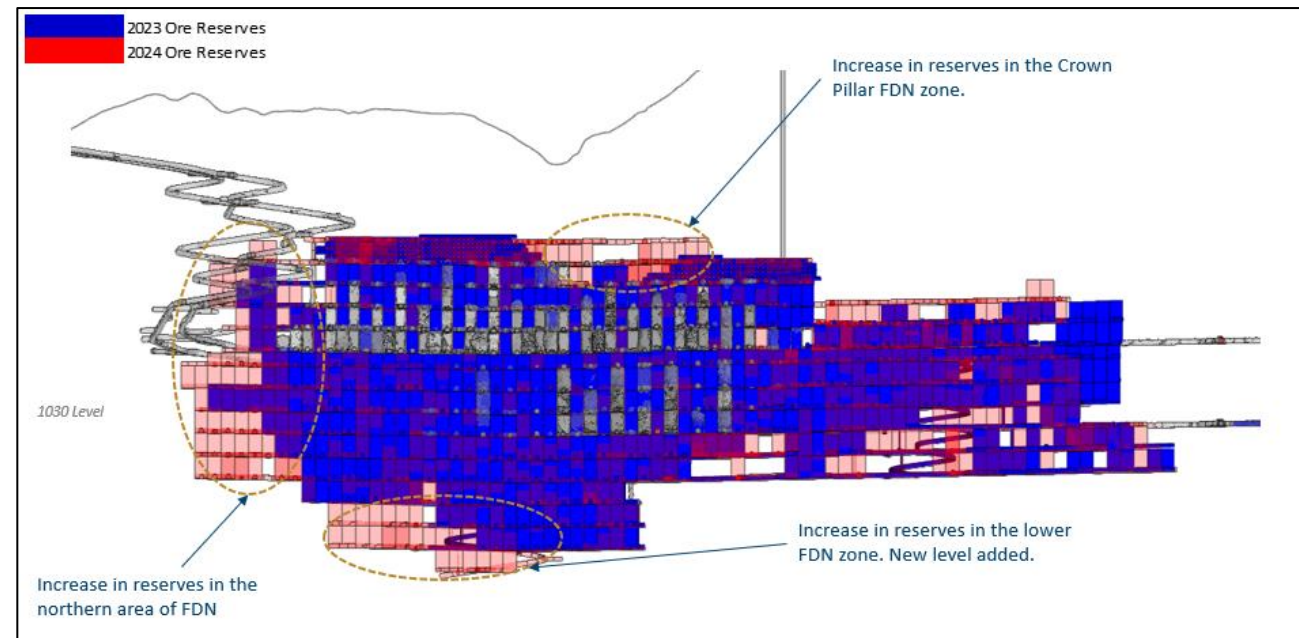 2023 Ore Reserves
2024 Ore Reserves
Increase in reserves in the Crown
Pillar FDN zone.
1030 Level
Increase in reserves in the lower
FDN zone. New level added.
Increase in reserves in the
northern area of FDN